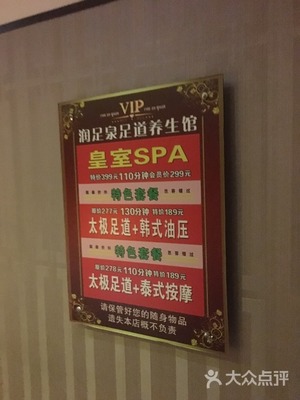 VIP
润足泉足道养生馆
皇室SPA
特价399元110分钟会员价299元
特色套餐
原价277元 130分钟 特价189元
太极足道+韩式油压
特色套餐
原价278元110分钟特价189元
太极足道+泰式按摩
请保管好您的随身物品
遗失本店概不负责
大众点评